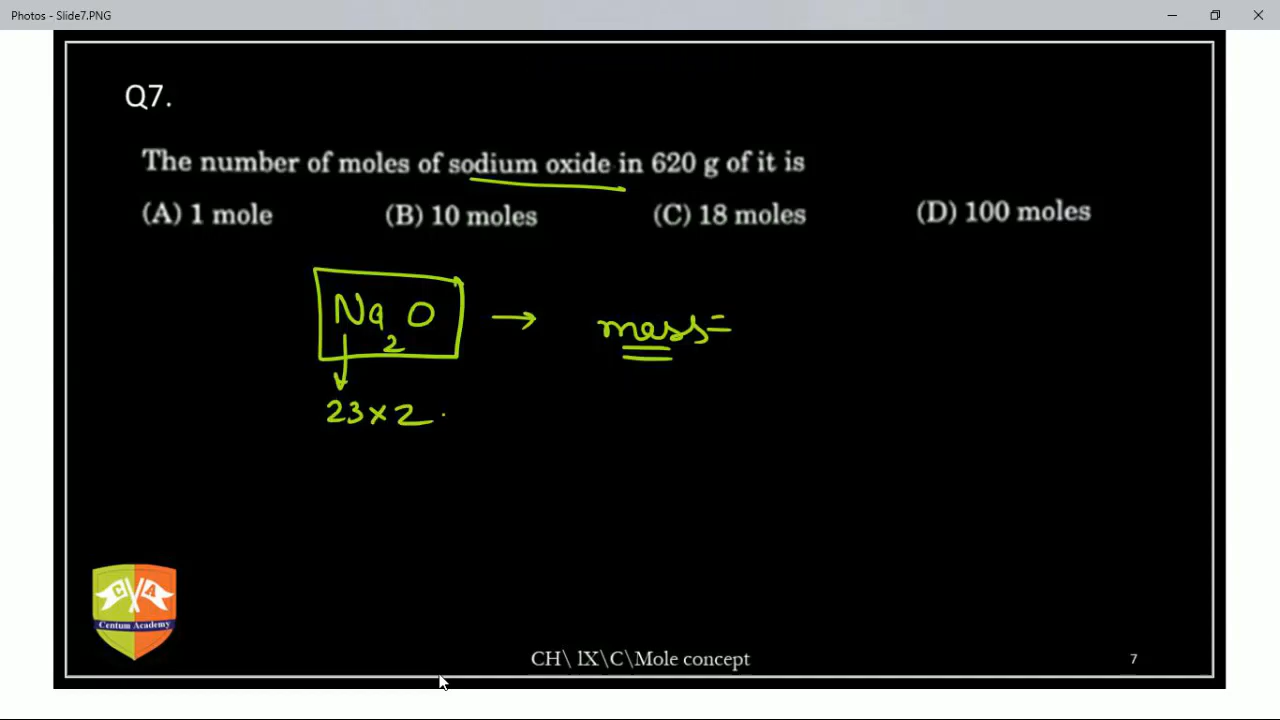 Photos - Slide7.PNG
Q7.
The number of moles of sodium oxide in 620 g of it is
(A) 1 mole (B) 10 moles (C) 18 moles (D) 100 moles
Na2O → mass=
23×2
C A
Centum Academy
CH\ lX\C\Mole concept
7